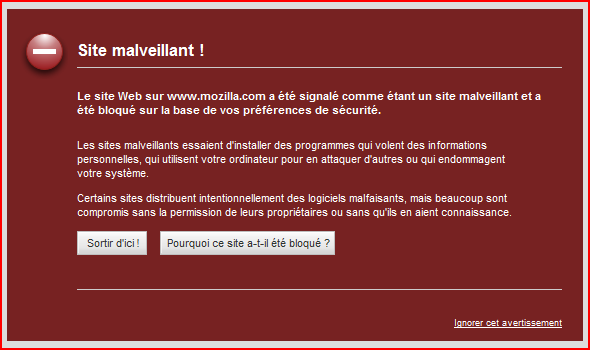 Site malveillant !
Le site Web sur www.mozilla.com a été signalé comme étant un site malveillant et a
été bloqué sur la base de vos préférences de sécurité.
Les sites malveillants essaient d'installer des programmes qui volent des informations
personnelles, qui utilisent votre ordinateur pour en attaquer d'autres ou qui endommagent
votre système.
Certains sites distribuent intentionnellement des logiciels malfaisants, mais beaucoup sont
compromis sans la permission de leurs propriétaires ou sans qu'ils en aient connaissance.
Sortir d'ici !
Pourquoi ce site a-t-il été bloqué ?
Ignorer cet avertissement